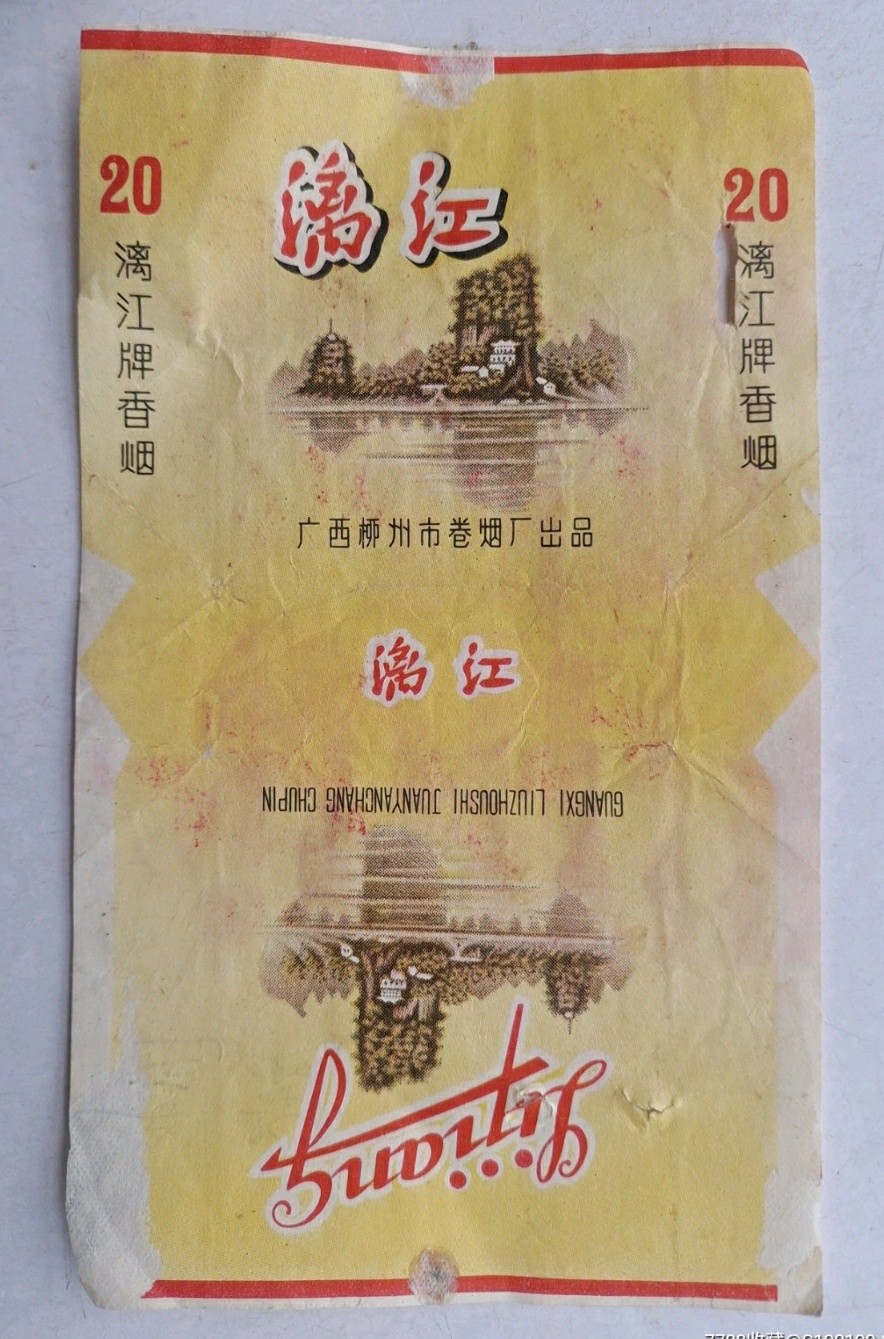 漓江
20
漓江牌香烟
20
漓江牌香烟
广西柳州市卷烟厂出品
漓江
GUANGXI LIUZHOUSHI JUANYANCHANG CHUPIN
Lijiang